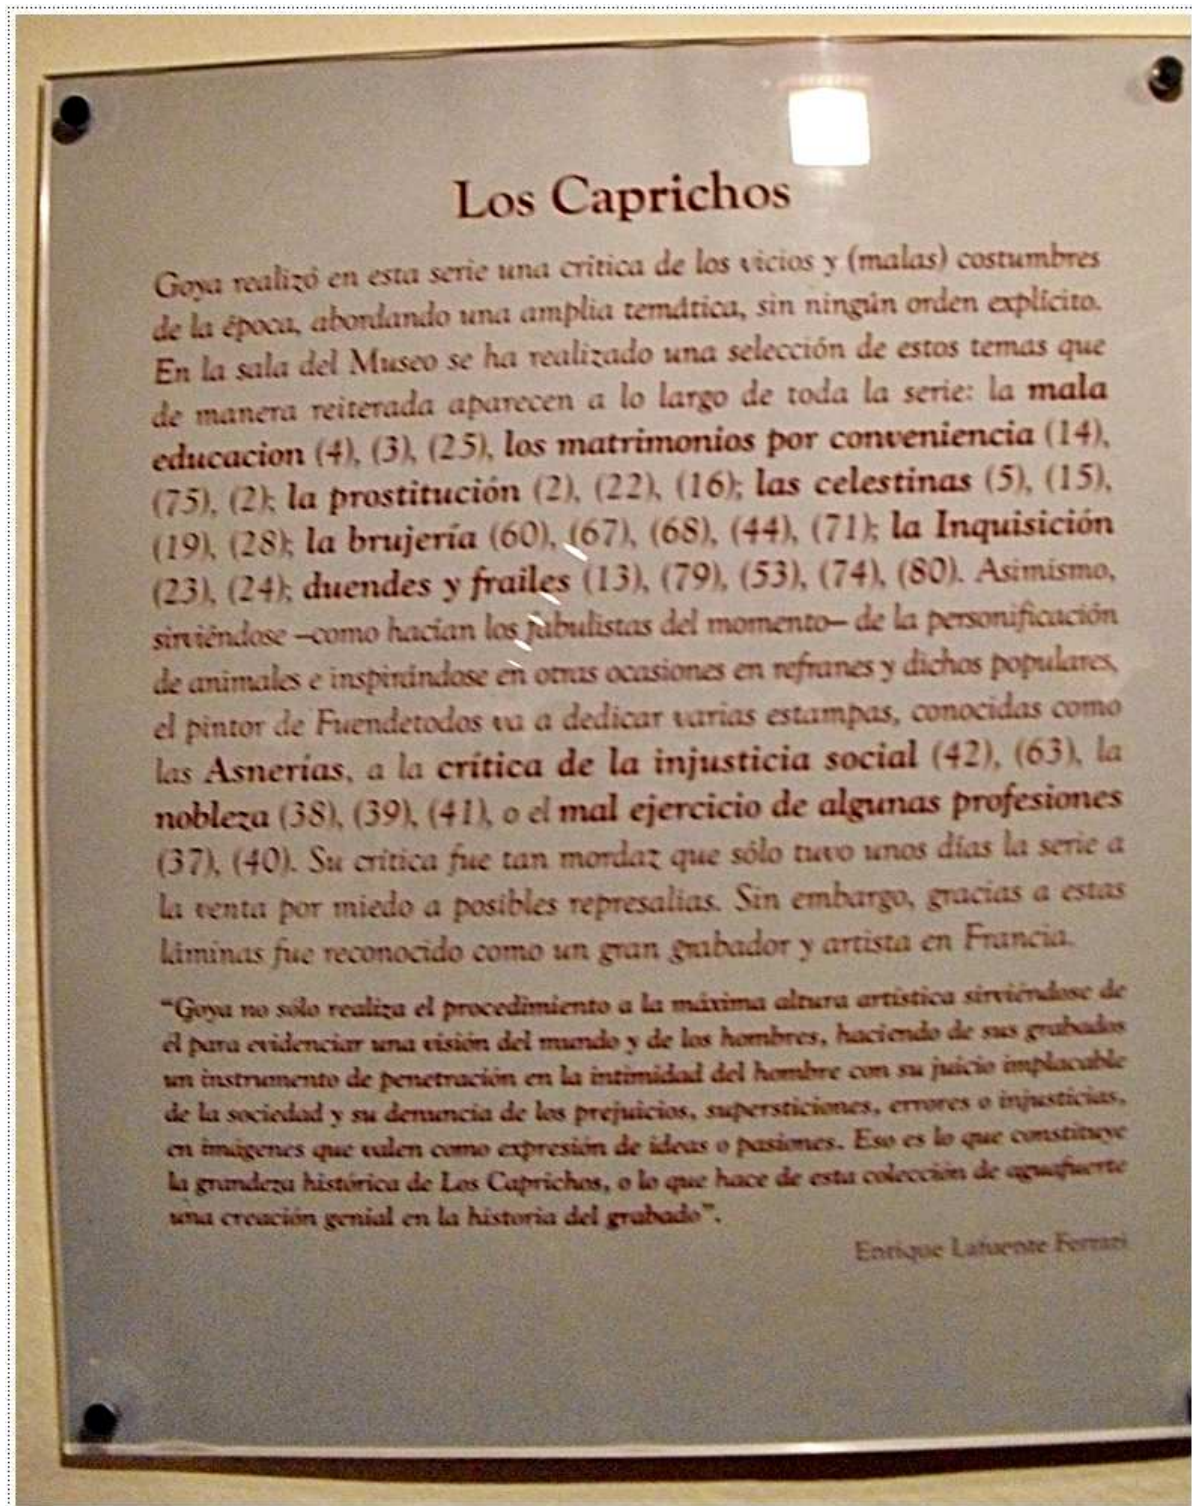 Los Caprichos
Goya realizó en esta serie una crítica de los vicios y (malas) costumbres
de la época, abordando una amplia temática, sin ningún orden explícito.
En la sala del Museo se ha realizado una selección de estos temas que
de manera reiterada aparecen a lo largo de toda la serie: la mala
educacion (4), (3), (25), los matrimonios por conveniencia (14),
(75), (2); la prostitución (2), (22), (16); las celestinas (5), (15),
(19), (28); la brujería (60), (67), (68), (44), (71); la Inquisición
(23), (24); duendes y frailes (13), (79), (53), (74), (80). Asimismo,
sirviéndose –como hacían los fabulistas del momento– de la personificación
de animales e inspirándose en otras ocasiones en refranes y dichos populares,
el pintor de Fuendetodos va a dedicar varias estampas, conocidas como
las Asnerías, a la crítica de la injusticia social (42), (63), la
nobleza (38), (39), (41), o el mal ejercicio de algunas profesiones
(37), (40). Su crítica fue tan mordaz que sólo tuvo unos días la serie a
la venta por miedo a posibles represalias. Sin embargo, gracias a estas
láminas fue reconocido como un gran grabador y artista en Francia.
“Goya no sólo realiza el procedimiento a la máxima altura artística sirviéndose de
él para evidenciar una visión del mundo y de los hombres, haciendo de sus grabados
un instrumento de penetración en la intimidad del hombre con su juicio implacable
de la sociedad y su denuncia de los prejuicios, supersticiones, errores o injusticias,
en imágenes que valen como expresión de ideas o pasiones. Eso es lo que constituye
la grandeza histórica de Los Caprichos, o lo que hace de esta colección de aguafuerte
una creación genial en la historia del grabado”.
Enrique Lafuente Ferrari